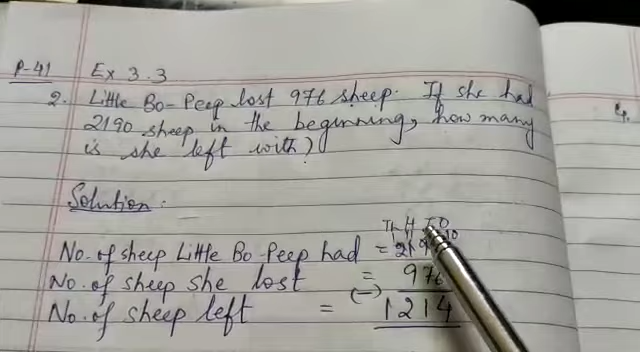 P-41 Ex 3.3
2. Little Bo-Peep lost 976 sheep. If she had
2190 sheep in the beginning, how many
is she left with?
Solution.
Th H T O
No. of sheep Little Bo-Peep had = 219
No. of sheep she lost = 976
No. of sheep left = (-) 1214